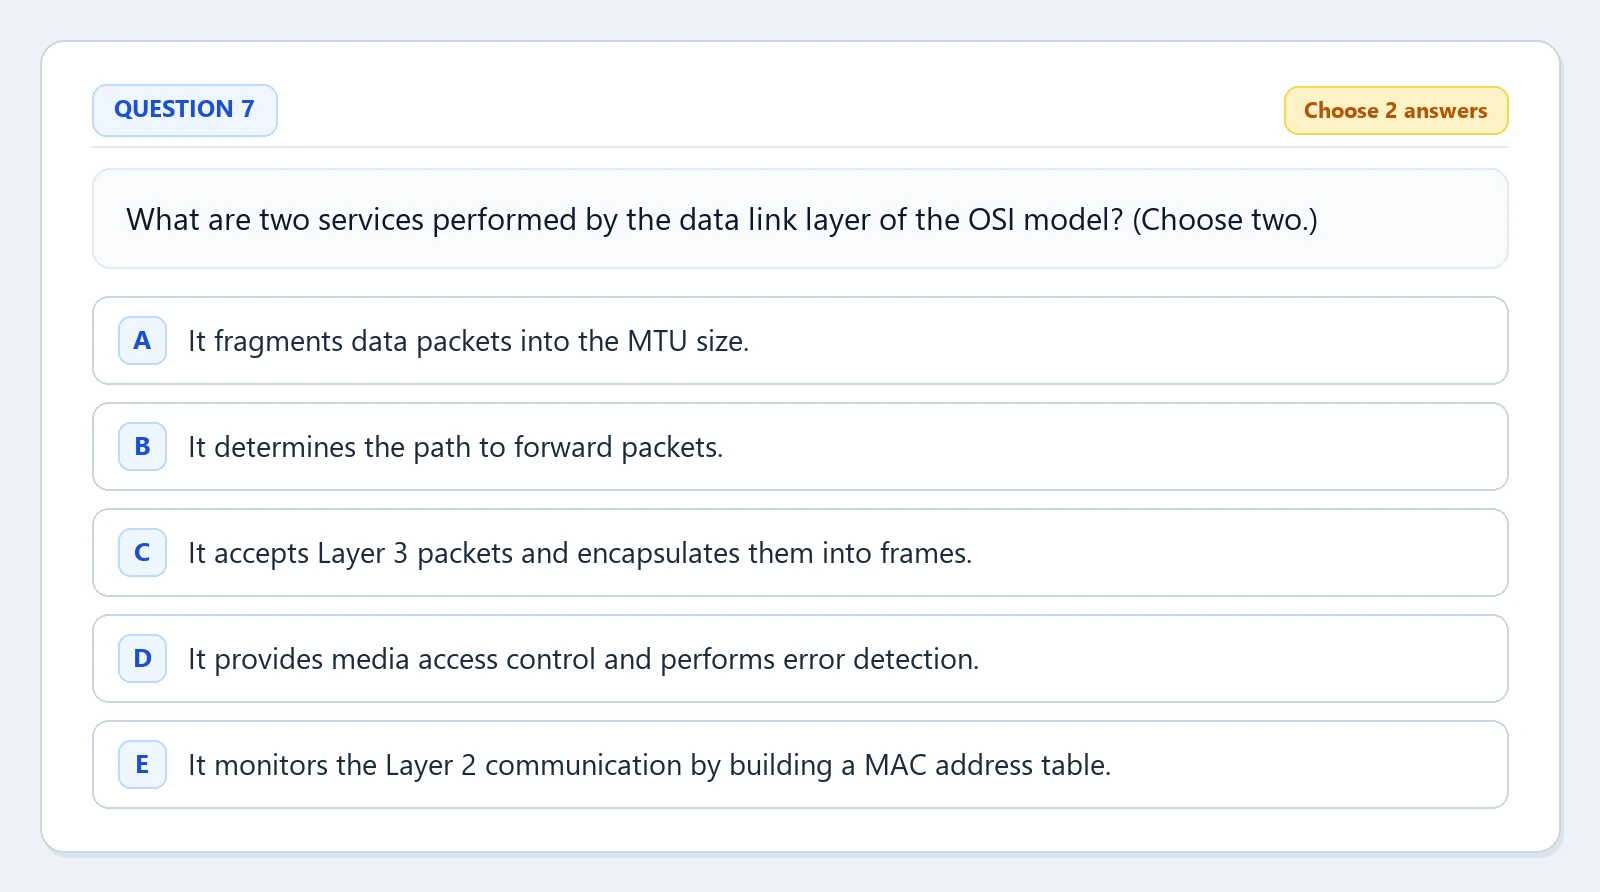 QUESTION 7
Choose 2 answers
What are two services performed by the data link layer of the OSI model? (Choose two.)
A It fragments data packets into the MTU size.
B It determines the path to forward packets.
C It accepts Layer 3 packets and encapsulates them into frames.
D It provides media access control and performs error detection.
E It monitors the Layer 2 communication by building a MAC address table.